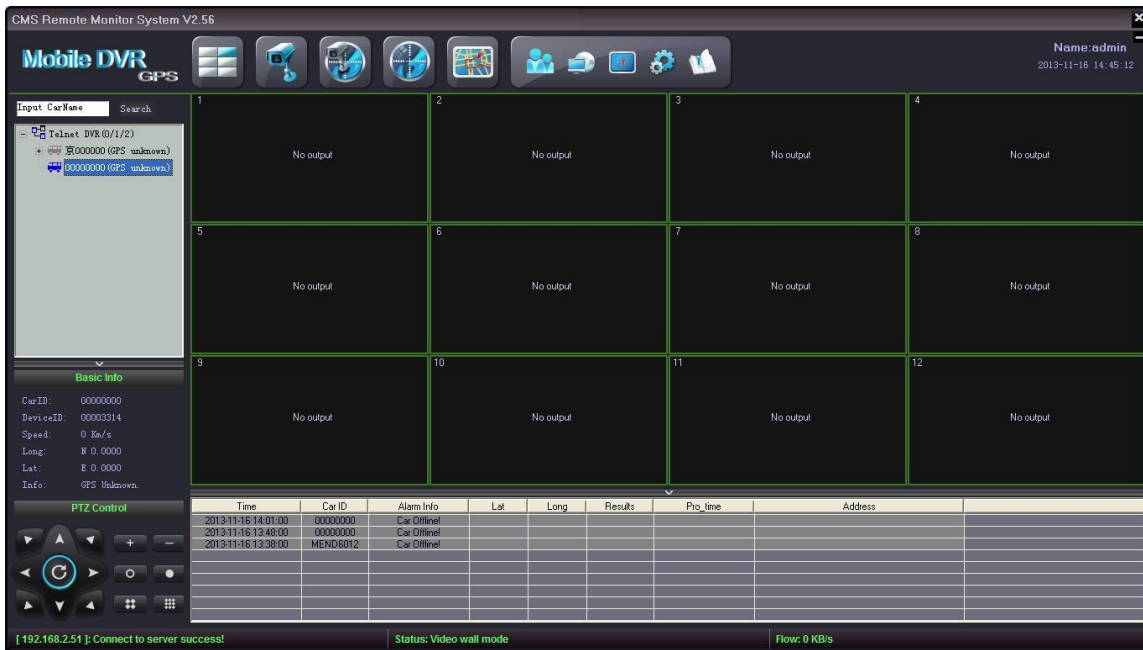 CMS Remote Monitor System V2.56
Mobile DVR
GPS
Name:admin
2013-11-16 14:45:12
Input CarName Search
Telnet DVR(0/1/2)
京000000(GPS unknown)
00000000(GPS unknown)
1 2 3 4
No output No output No output No output
5 6 7 8
No output No output No output No output
9 10 11 12
No output No output No output No output
Basic Info
CarID: 00000000
DeviceID: 00003314
Speed: 0 Km/s
Long: N 0.0000
Lat: E 0.0000
Info: GPS Unknown.
PTZ Control
Time Car ID Alarm Info Lat Long Results Pro_time Address
2013-11-16 14:01:00 00000000 Car Offline!
2013-11-16 13:48:00 00000000 Car Offline!
2013-11-16 13:38:00 MEND6012 Car Offline!
[ 192.168.2.51 ]: Connect to server success! Status: Video wall mode Flow: 0 KB/s